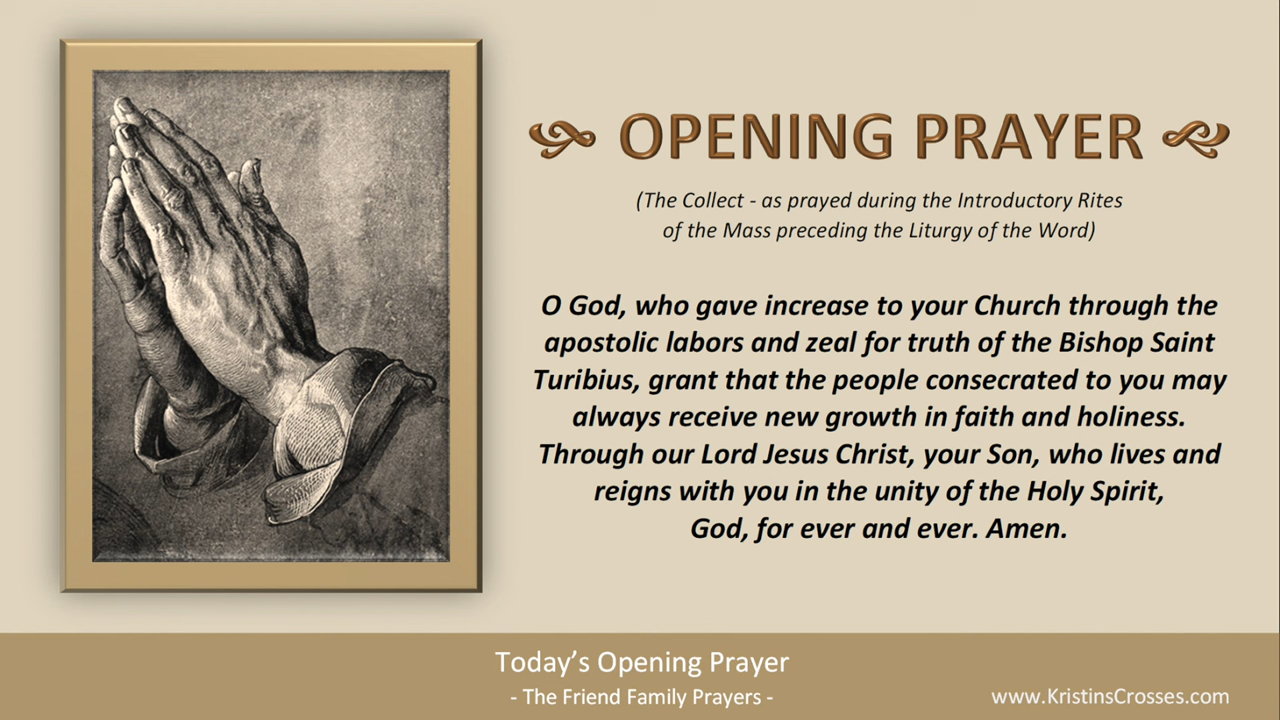 OPENING PRAYER
(The Collect - as prayed during the Introductory Rites
of the Mass preceding the Liturgy of the Word)
O God, who gave increase to your Church through the
apostolic labors and zeal for truth of the Bishop Saint
Turibius, grant that the people consecrated to you may
always receive new growth in faith and holiness.
Through our Lord Jesus Christ, your Son, who lives and
reigns with you in the unity of the Holy Spirit,
God, for ever and ever. Amen.
Today's Opening Prayer
- The Friend Family Prayers -
www.KristinsCrosses.com